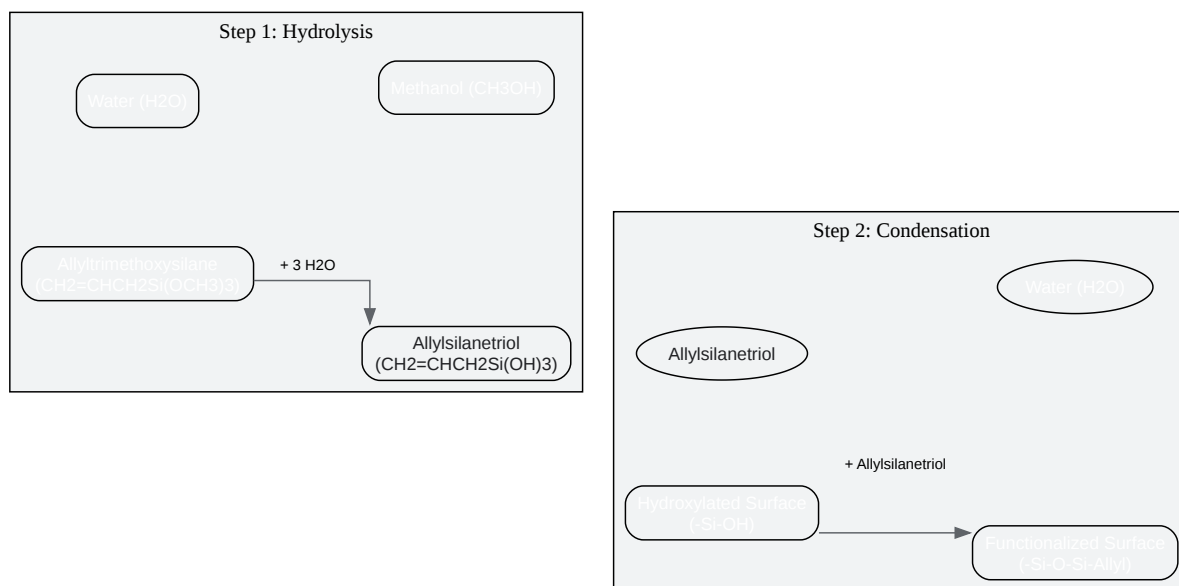 Step 1: Hydrolysis
Water (H2O)
Methanol (CH3OH)
Allyltrimethoxysilane
(CH2=CHCH2Si(OCH3)3)
+ 3 H2O
Allylsilanetriol
(CH2=CHCH2Si(OH)3)
Step 2: Condensation
Water (H2O)
Allylsilanetriol
+ Allylsilanetriol
Hydroxylated Surface
(-Si-OH)
Functionalized Surface
(-Si-O-Si-Allyl)